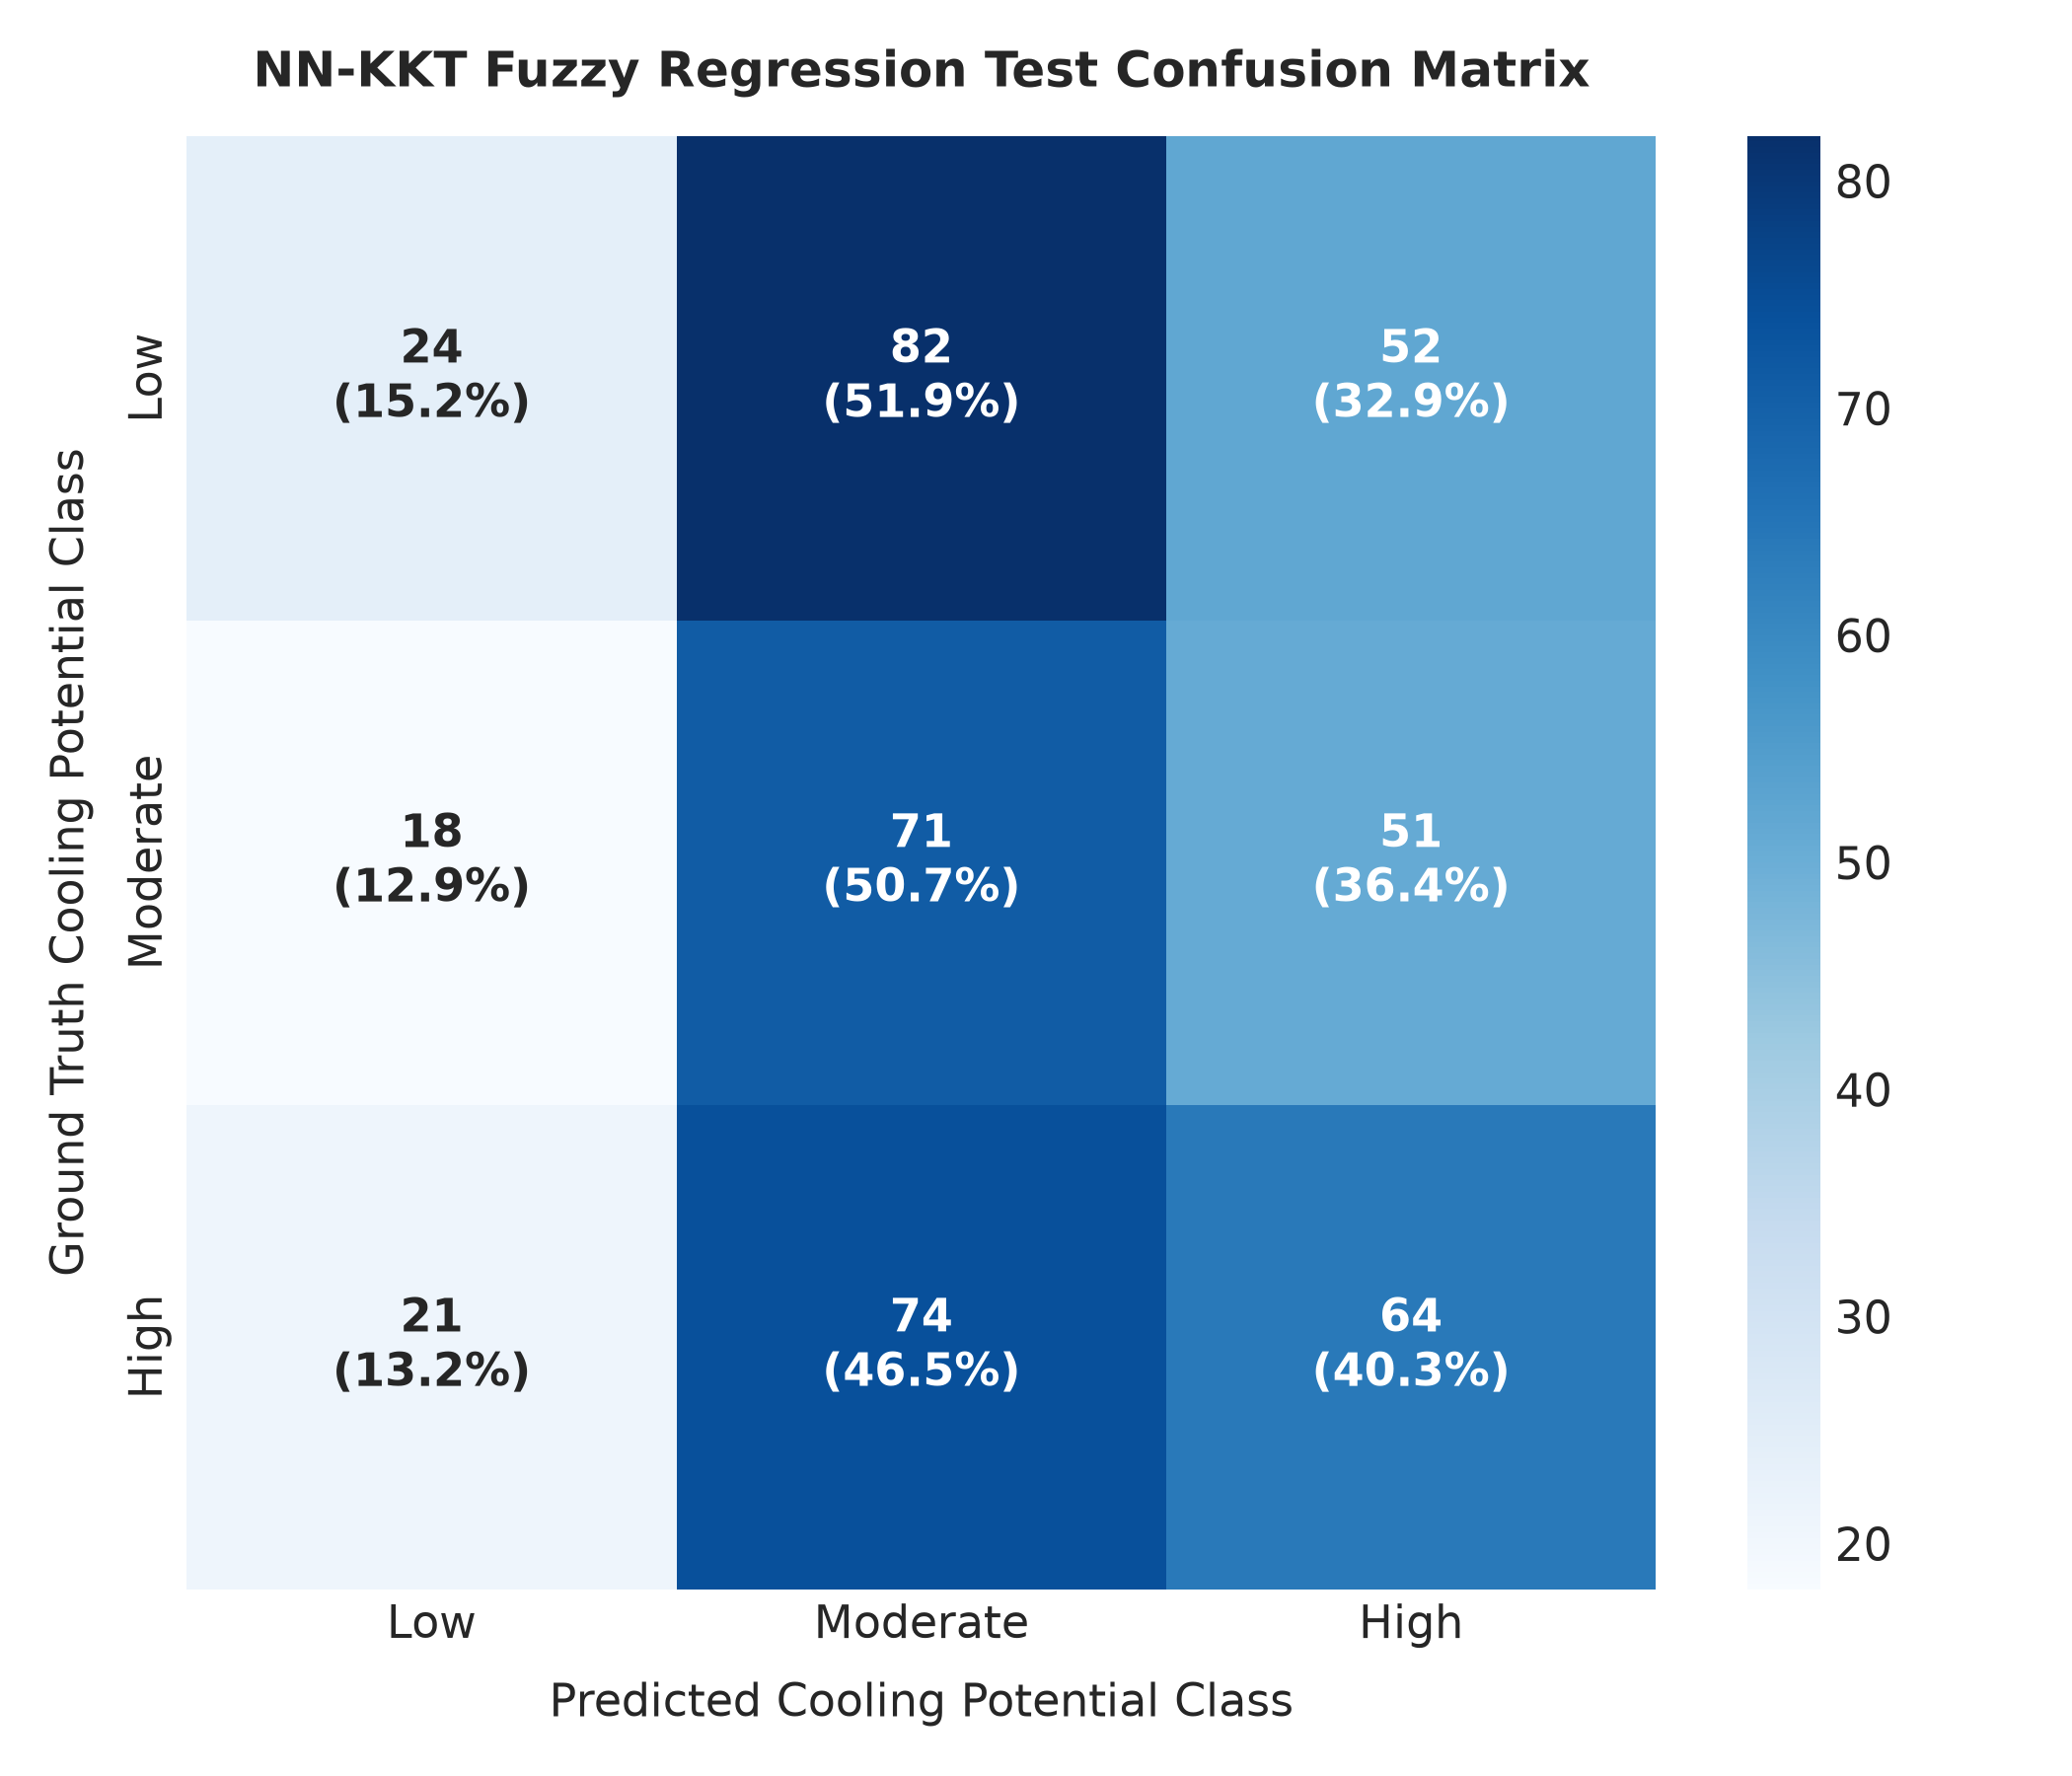 NN-KKT Fuzzy Regression Test Confusion Matrix
Ground Truth Cooling Potential Class
Low
24
(15.2%)
82
(51.9%)
52
(32.9%)
Moderate
18
(12.9%)
71
(50.7%)
51
(36.4%)
High
21
(13.2%)
74
(46.5%)
64
(40.3%)
Low
Moderate
High
Predicted Cooling Potential Class
80
70
60
50
40
30
20